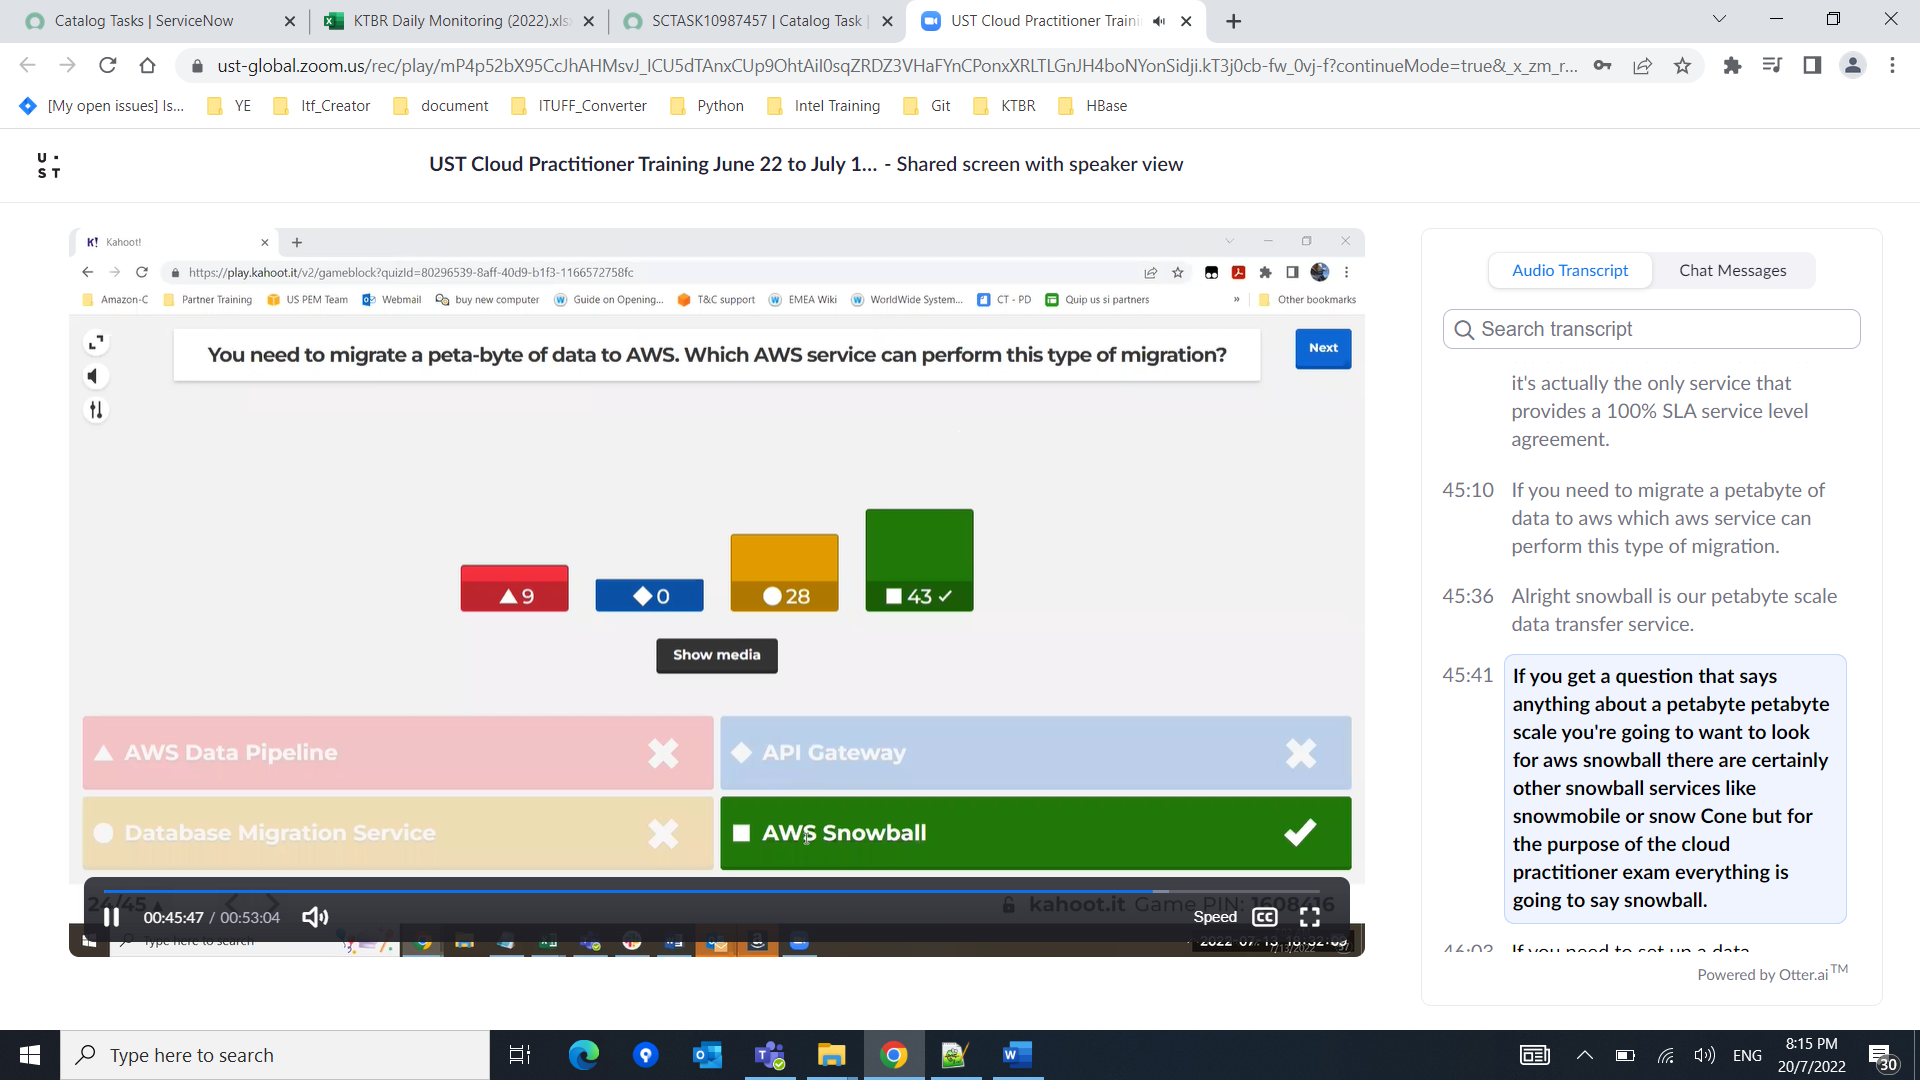 Catalog Tasks | ServiceNow
KTBR Daily Monitoring (2022).xls
SCTASK10987457 | Catalog Task |
UST Cloud Practitioner Traini
ust-global.zoom.us/rec/play/mP4p52bX95CcJhAHMsvJ_ICU5dTAnxCUp9OhtAiI0sqZRDZ3VHaFYnCPonxXRLTLGnJH4boNYonSidji.kT3j0cb-fw_0vj-f?continueMode=true&_x_zm_r...
[My open issues] Is...
YE
Itf_Creator
document
ITUFF_Converter
Python
Intel Training
Git
KTBR
HBase
U ·
S T
UST Cloud Practitioner Training June 22 to July 1... - Shared screen with speaker view
K! Kahoot!
https://play.kahoot.it/v2/gameblock?quizId=80296539-8aff-40d9-b1f3-1166572758fc
Amazon-C
Partner Training
US PEM Team
Webmail
buy new computer
Guide on Opening...
T&C support
EMEA Wiki
WorldWide System...
CT - PD
Quip us si partners
»
Other bookmarks
You need to migrate a peta-byte of data to AWS. Which AWS service can perform this type of migration?
Next
9
0
28
43
Show media
AWS Data Pipeline
API Gateway
Database Migration Service
AWS Snowball
24/45
kahoot.it Game PIN: 1608416
00:45:47 / 00:53:04
Speed
CC
Type here to search
7/13/2022
Audio Transcript
Chat Messages
Search transcript
it's actually the only service that
provides a 100% SLA service level
agreement.
45:10
If you need to migrate a petabyte of
data to aws which aws service can
perform this type of migration.
45:36
Alright snowball is our petabyte scale
data transfer service.
45:41
If you get a question that says
anything about a petabyte petabyte
scale you're going to want to look
for aws snowball there are certainly
other snowball services like
snowmobile or snow Cone but for
the purpose of the cloud
practitioner exam everything is
going to say snowball.
46:03
If you need to set up a data
Powered by Otter.ai TM
Type here to search
ENG
8:15 PM
20/7/2022
30